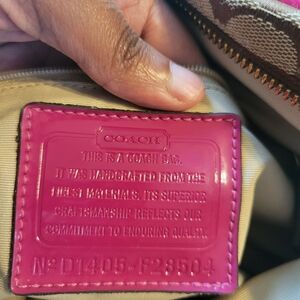 COACH
THIS IS A COACH BAG.
IT WAS HANDCRAFTED FROM THE
FINEST MATERIALS. ITS SUPERIOR
CRAFTSMANSHIP REFLECTS OUR
COMMITMENT TO ENDURING QUALITY.
Nº D1405-F23504